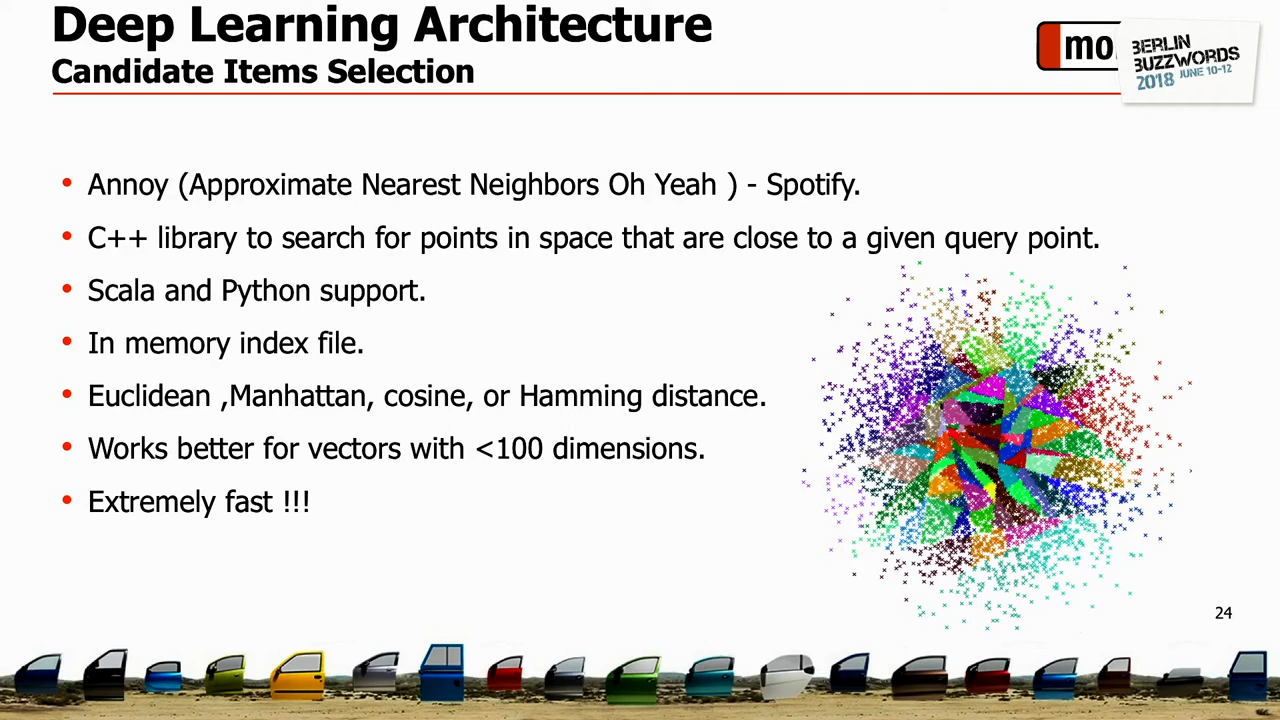 Deep Learning Architecture
Candidate Items Selection
BERLIN
BUZZWORDS
2018 JUNE 10-12
• Annoy (Approximate Nearest Neighbors Oh Yeah ) - Spotify.
• C++ library to search for points in space that are close to a given query point.
• Scala and Python support.
• In memory index file.
• Euclidean ,Manhattan, cosine, or Hamming distance.
• Works better for vectors with <100 dimensions.
• Extremely fast !!!
24